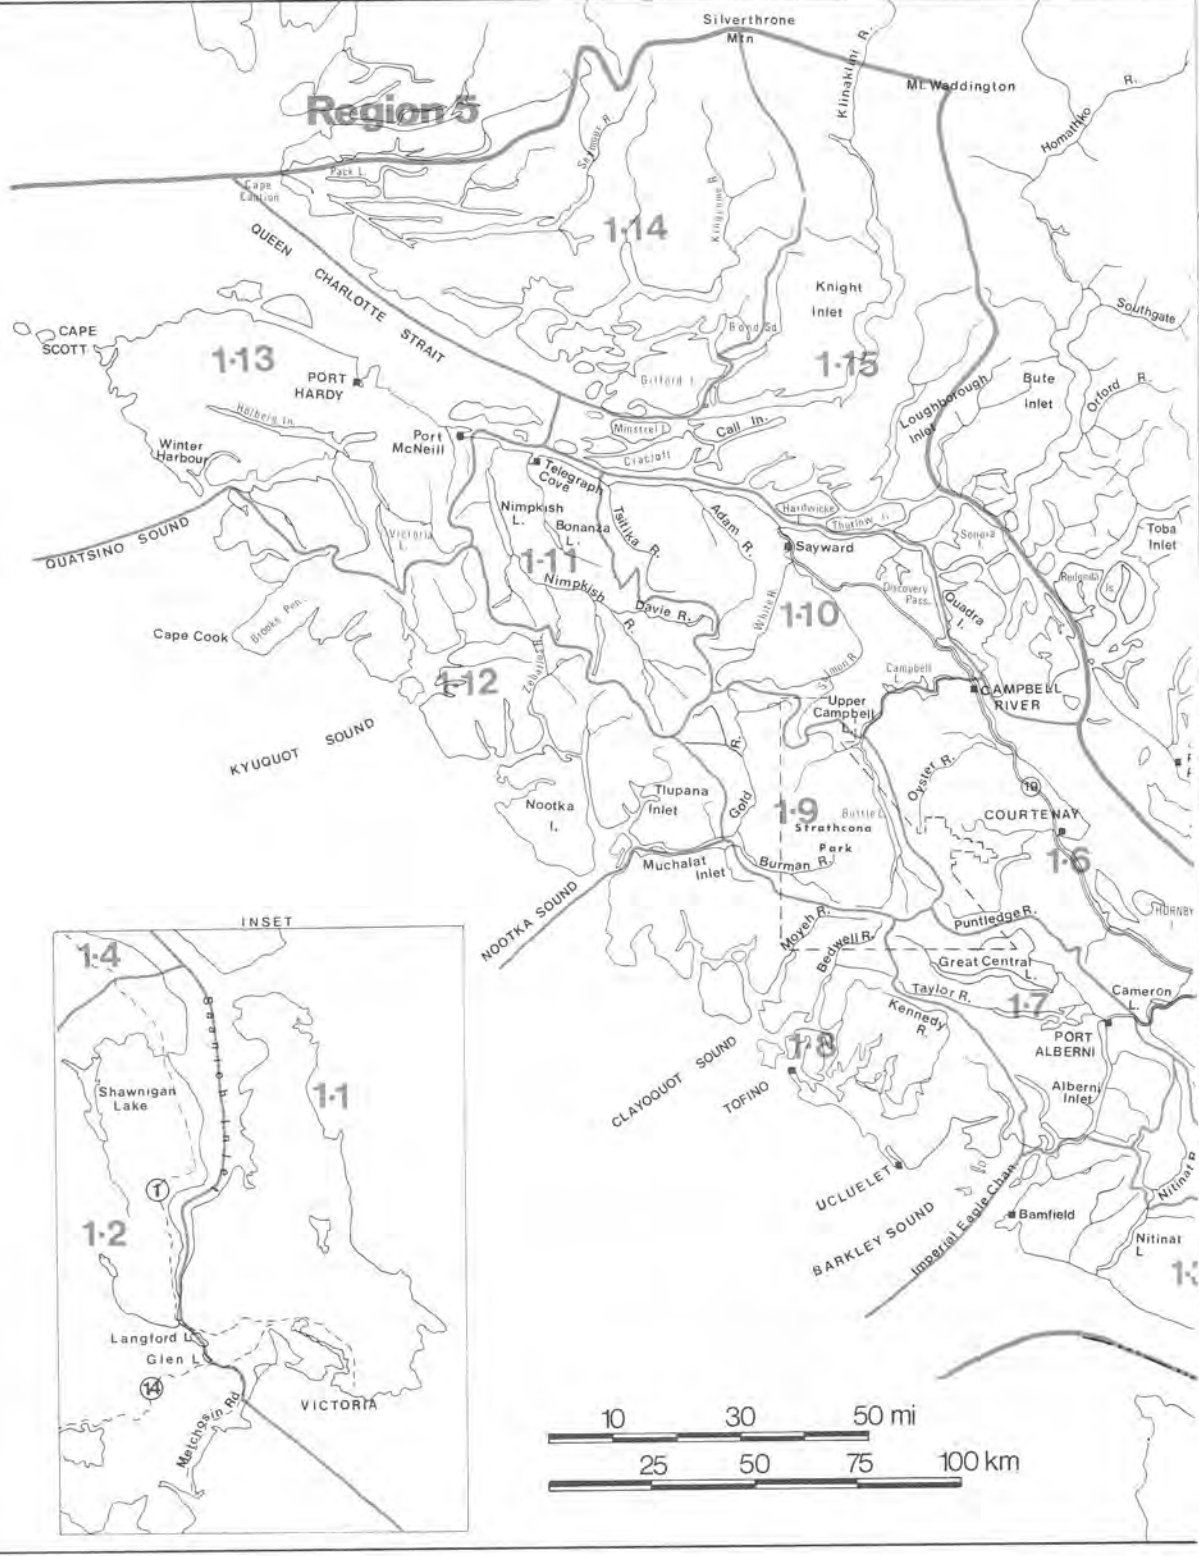 Silverthrone
Mtn
Klinaklini R.
Mt. Waddington
R.
Homathko
Region 5
Seymour R.
Pack L.
Cape
Caution
Kingcome R.
1·14
QUEEN CHARLOTTE STRAIT
Knight
Inlet
Southgate
CAPE
SCOTT
1·13
Bond Sd.
1·15
PORT
HARDY
Gilford I.
Loughborough
Inlet
Bute
Inlet
Orford R.
Holberg In.
Minstrel I.
Call In.
Port
McNeill
Cracroft
Winter
Harbour
Telegraph
Cove
Nimpkish
L.
Bonanza
L.
Tsitika R.
Adam R.
Hardwicke
Thurlow Is.
QUATSINO SOUND
Victoria
L.
Sayward
Sonora
I.
Toba
Inlet
1·11
Nimpkish
R.
Discovery
Pass.
Redonda
Is.
Davie R.
White R.
1·10
Quadra
I.
Cape Cook
Brooks Pen.
Zeballos R.
1·12
Salmon R.
Campbell
L.
CAMPBELL
RIVER
Upper
Campbell
L.
KYUQUOT SOUND
Gold R.
Oyster R.
19
Nootka
I.
Tlupana
Inlet
1·9
Buttle L.
COURTENAY
Strathcona
Park
1·6
Muchalat
Inlet
Burman R.
HORNBY
I
NOOTKA SOUND
Moyeh R.
Puntledge R.
Bedwell R.
Great Central
L.
Taylor R.
1·7
Cameron
L.
Kennedy
R.
PORT
ALBERNI
1·8
CLAYOQUOT SOUND
TOFINO
Alberni
Inlet
UCLUELET
BARKLEY SOUND
Imperial Eagle Chan.
Bamfield
Nitinat R
Nitinat
L
INSET
1·4
Saanich Inlet
Shawnigan
Lake
1·1
1
1·2
Langford L.
Glen L
14
Metchosin Rd
VICTORIA
10 30 50 mi
25 50 75 100 km